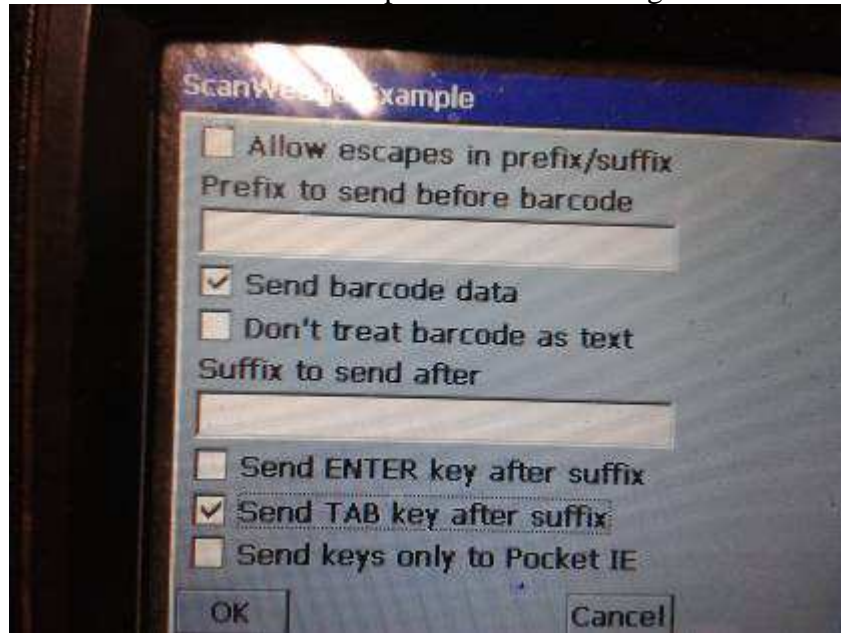 Example
Allow escapes in prefix/suffix
Prefix to send before barcode
Send barcode data
Don't treat barcode as text
Suffix to send after
Send ENTER key after suffix
Send TAB key after suffix
Send keys only to Pocket IE
OK
Cancel